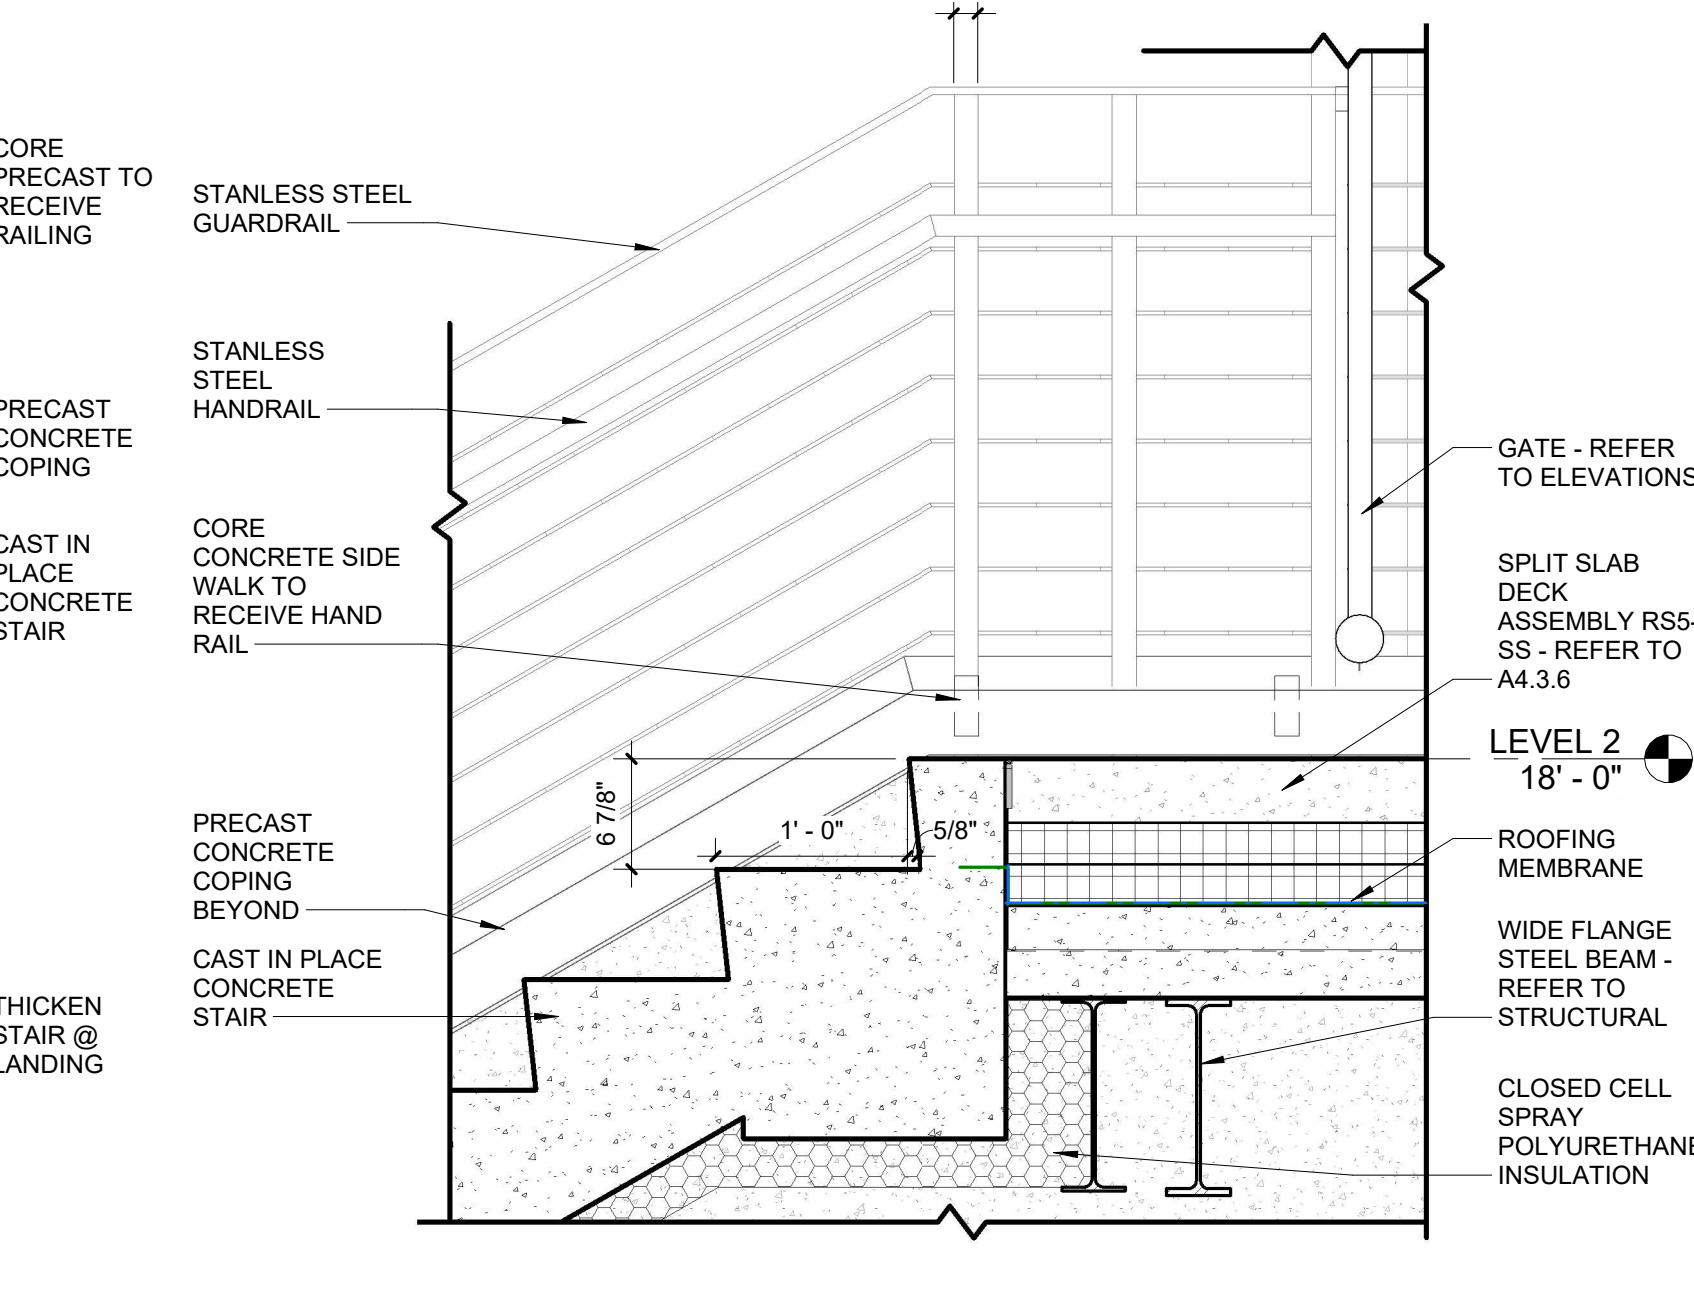 CORE
PRECAST TO
RECEIVE
RAILING
PRECAST
CONCRETE
COPING
CAST IN
PLACE
CONCRETE
STAIR
THICKEN
STAIR @
LANDING
STANLESS STEEL
GUARDRAIL
STANLESS
STEEL
HANDRAIL
CORE
CONCRETE SIDE
WALK TO
RECEIVE HAND
RAIL
PRECAST
CONCRETE
COPING
BEYOND
CAST IN PLACE
CONCRETE
STAIR
6 7/8"
1' - 0"
5/8"
GATE - REFER
TO ELEVATIONS
SPLIT SLAB
DECK
ASSEMBLY RS5-
SS - REFER TO
A4.3.6
LEVEL 2
18' - 0"
ROOFING
MEMBRANE
WIDE FLANGE
STEEL BEAM -
REFER TO
STRUCTURAL
CLOSED CELL
SPRAY
POLYURETHANE
INSULATION